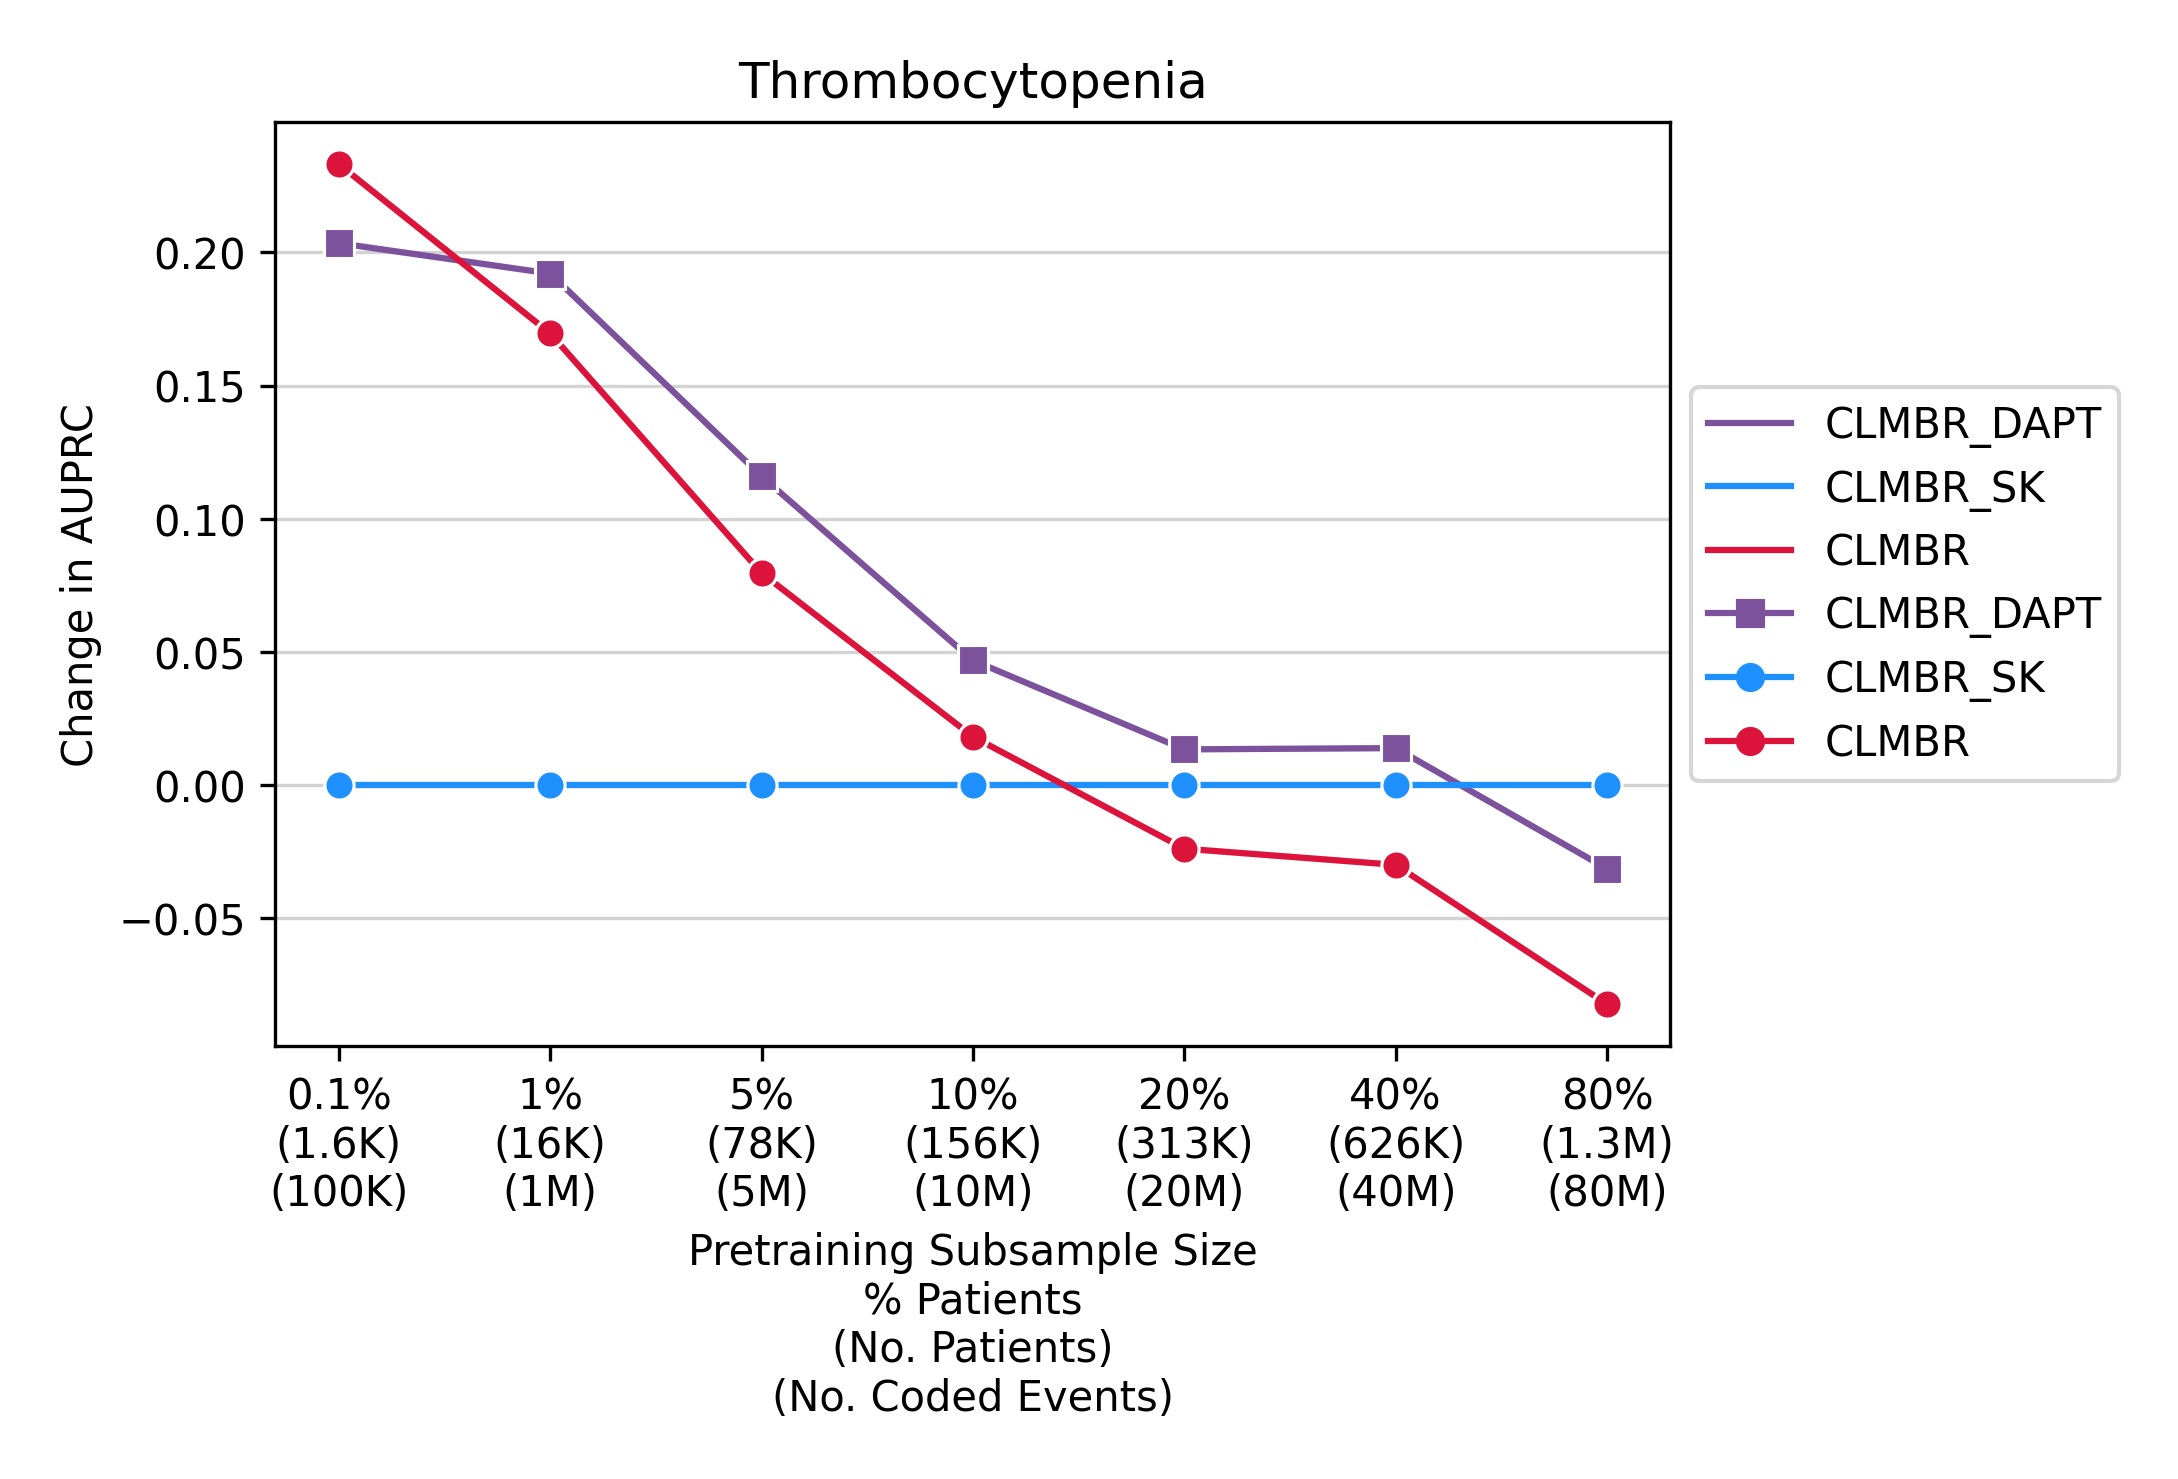 Thrombocytopenia
0.20
0.15
0.10
0.05
0.00
−0.05
Change in AUPRC
0.1% 1% 5% 10% 20% 40% 80%
(1.6K) (16K) (78K) (156K) (313K) (626K) (1.3M)
(100K) (1M) (5M) (10M) (20M) (40M) (80M)
Pretraining Subsample Size
% Patients
(No. Patients)
(No. Coded Events)
CLMBR_DAPT
CLMBR_SK
CLMBR
CLMBR_DAPT
CLMBR_SK
CLMBR